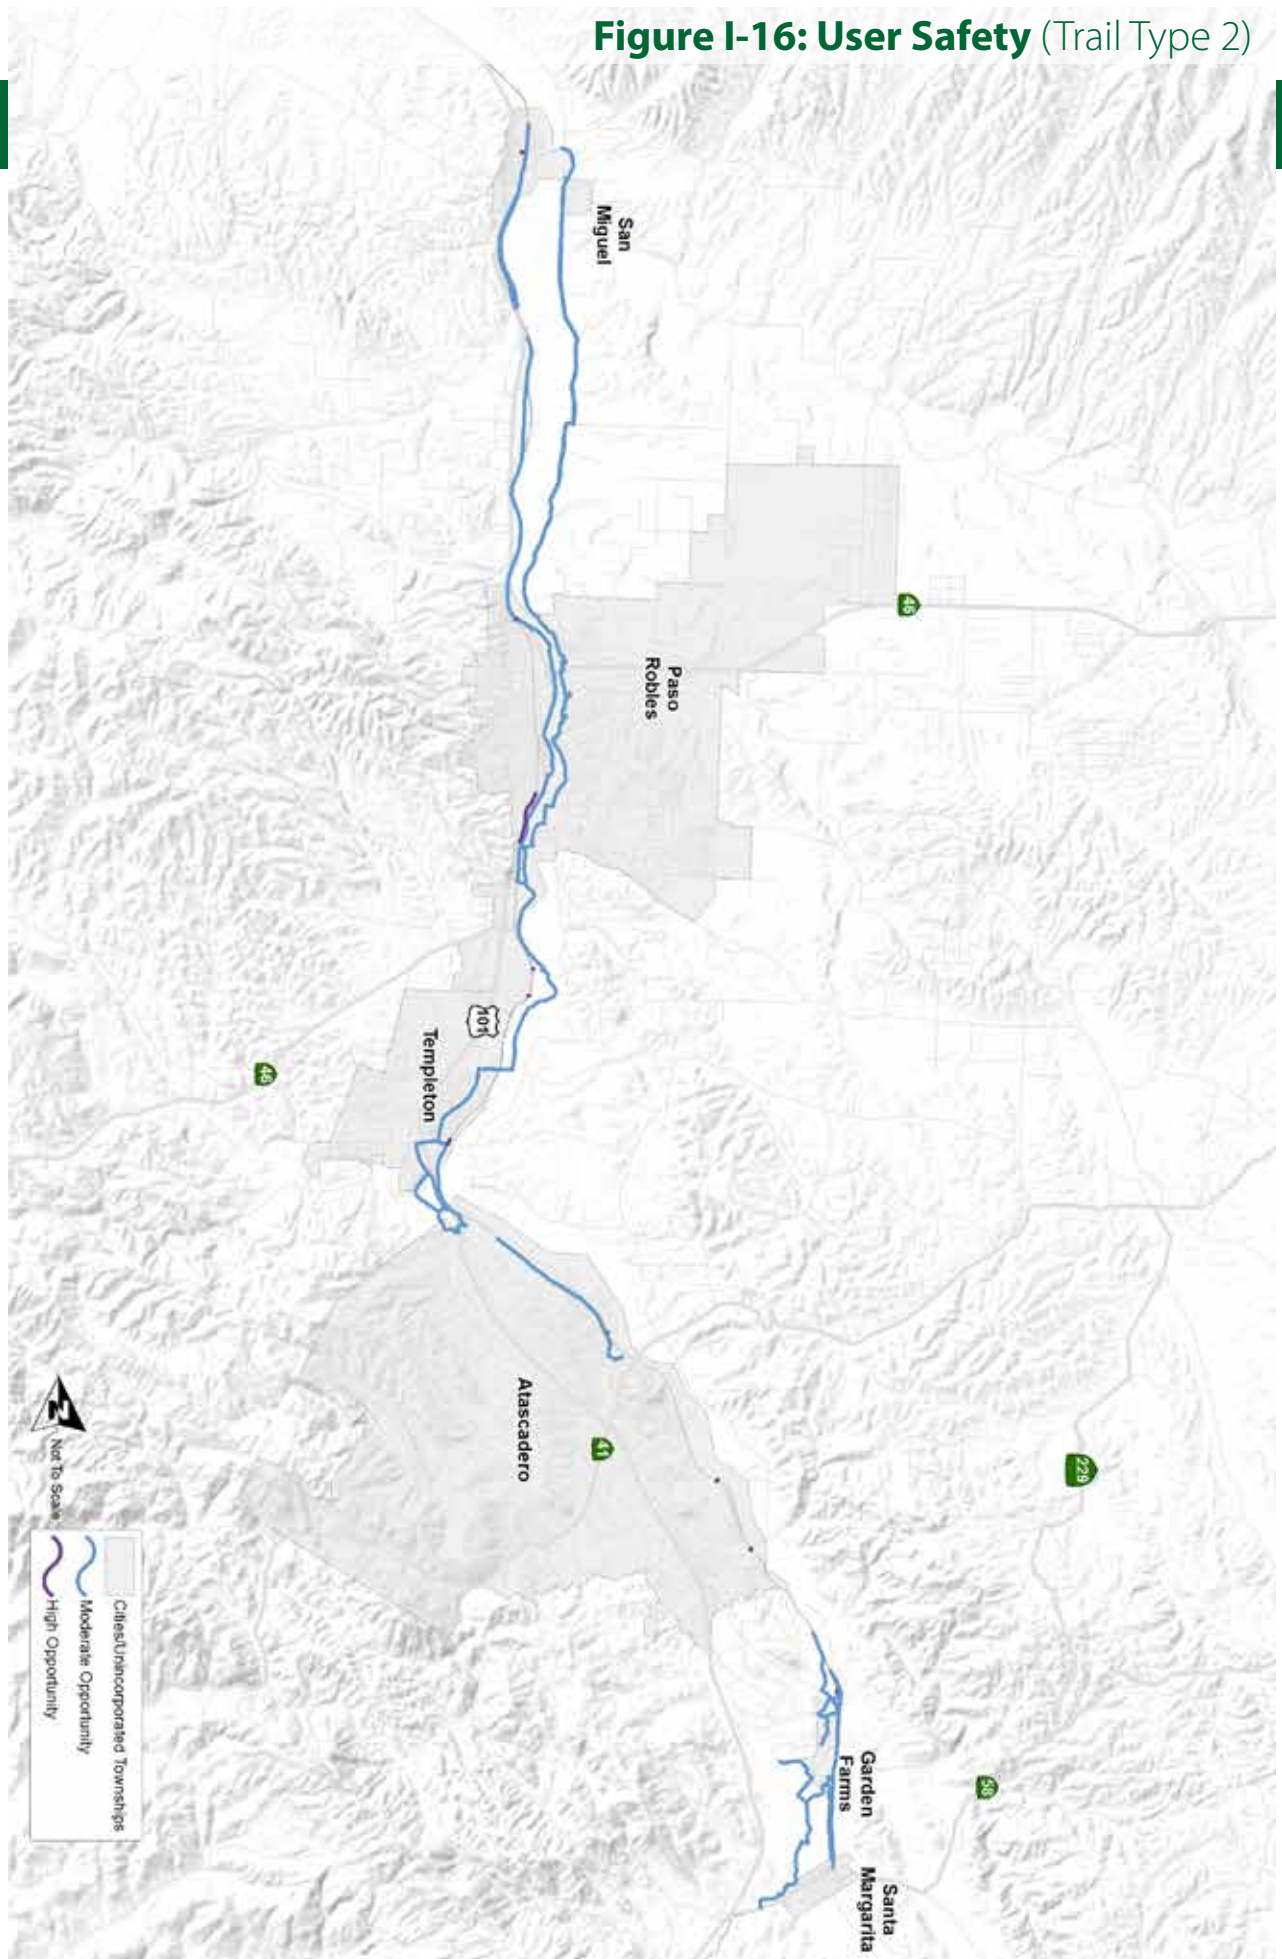 Figure I-16: User Safety (Trail Type 2)
San
Miguel
46
Paso
Robles
101
Templeton
46
Atascadero
41
229
Garden
Farms
58
Santa
Margarita
N
Not To Scale
Cities/Unincorporated Townships
Moderate Opportunity
High Opportunity